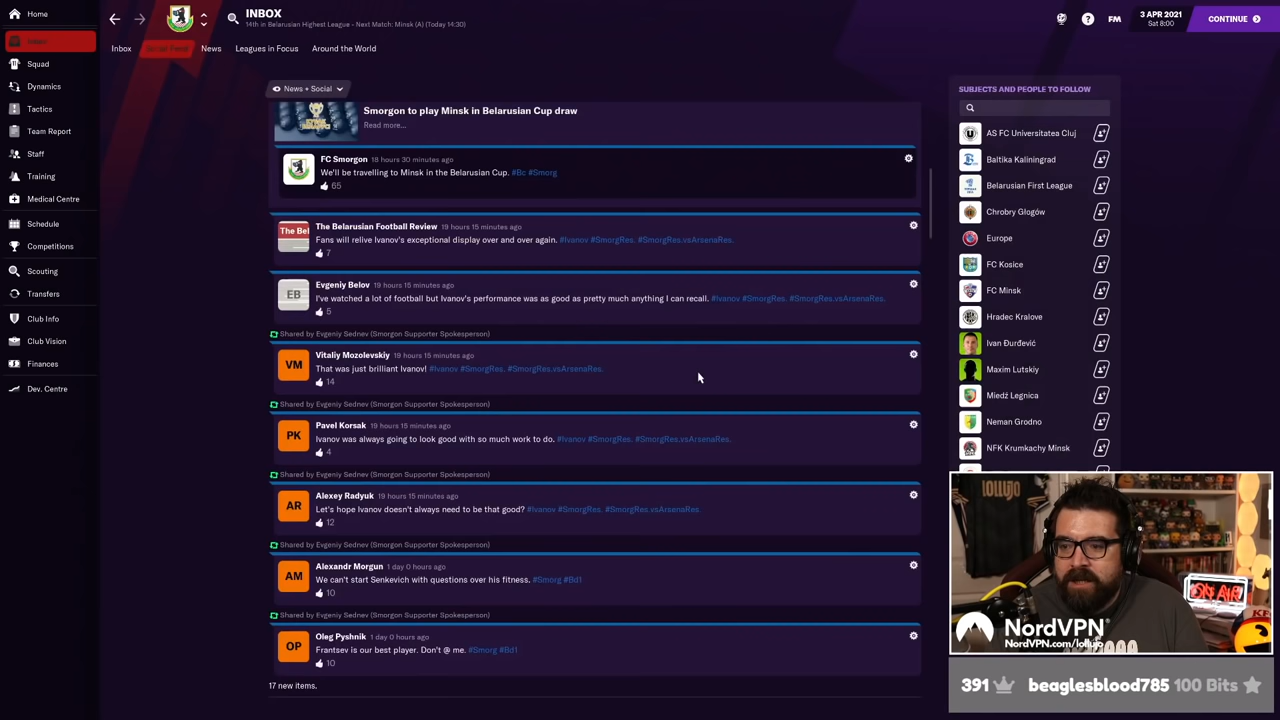 Home
INBOX
14th in Belarusian Highest League - Next Match: Minsk (A) (Today 14:30)
FM
3 APR 2021
Sat 8:00
CONTINUE
Inbox
News
Leagues in Focus
Around the World
Squad
Dynamics
Tactics
Team Report
Staff
Training
Medical Centre
Schedule
Competitions
Scouting
Transfers
Club Info
Club Vision
Finances
Dev. Centre
News + Social
Smorgon to play Minsk in Belarusian Cup draw
Read more...
FC Smorgon 18 hours 30 minutes ago
We'll be travelling to Minsk in the Belarusian Cup. #Bc #Smorg
65
The Bel
The Belarusian Football Review 19 hours 15 minutes ago
Fans will relive Ivanov's exceptional display over and over again. #Ivanov #SmorgRes. #SmorgRes.vsArsenaRes.
7
EB
Evgeniy Belov 19 hours 15 minutes ago
I've watched a lot of football but Ivanov's performance was as good as pretty much anything I can recall. #Ivanov #SmorgRes. #SmorgRes.vsArsenaRes.
5
Shared by Evgeniy Sednev (Smorgon Supporter Spokesperson)
VM
Vitaliy Mozolevskiy 19 hours 15 minutes ago
That was just brilliant Ivanov! #Ivanov #SmorgRes. #SmorgRes.vsArsenaRes.
14
Shared by Evgeniy Sednev (Smorgon Supporter Spokesperson)
PK
Pavel Korsak 19 hours 15 minutes ago
Ivanov was always going to look good with so much work to do. #Ivanov #SmorgRes. #SmorgRes.vsArsenaRes.
4
Shared by Evgeniy Sednev (Smorgon Supporter Spokesperson)
AR
Alexey Radyuk 19 hours 15 minutes ago
Let's hope Ivanov doesn't always need to be that good? #Ivanov #SmorgRes. #SmorgRes.vsArsenaRes.
12
Shared by Evgeniy Sednev (Smorgon Supporter Spokesperson)
AM
Alexandr Morgun 1 day 0 hours ago
We can't start Senkevich with questions over his fitness. #Smorg #Bd1
10
Shared by Evgeniy Sednev (Smorgon Supporter Spokesperson)
OP
Oleg Pyshnik 1 day 0 hours ago
Frantsev is our best player. Don't @ me. #Smorg #Bd1
10
17 new items.
SUBJECTS AND PEOPLE TO FOLLOW
AS FC Universitatea Cluj
Baltika Kaliningrad
Belarusian First League
Chrobry Głogów
Europe
FC Kosice
FC Minsk
Hradec Kralove
Ivan Đurđević
Maxim Lutskiy
Miedź Legnica
Neman Grodno
NFK Krumkachy Minsk
lollujo
ON AIR
NordVPN®
NordVPN.com/lollujo
391
beaglesblood785 100 Bits